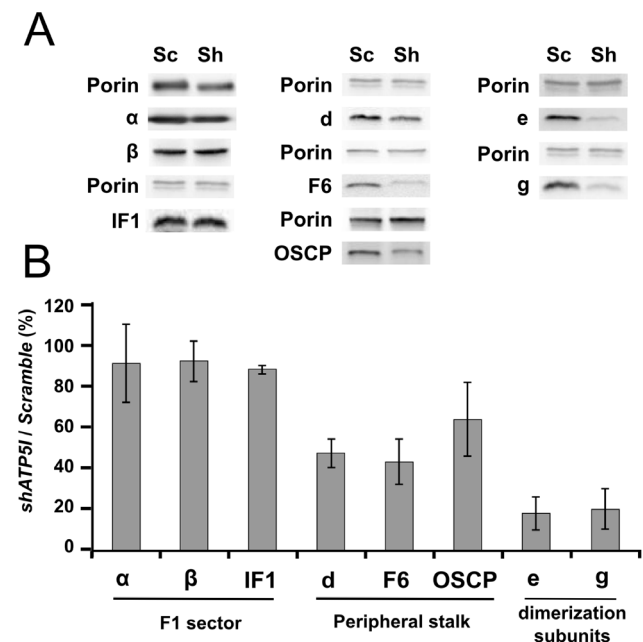 A
Sc Sh
Porin
α
β
Porin
IF1
Sc Sh
Porin
d
Porin
F6
Porin
OSCP
Sc Sh
Porin
e
Porin
g
B
shATP5I / Scramble (%)
120
100
80
60
40
20
0
α β IF1 d F6 OSCP e g
F1 sector Peripheral stalk dimerization
subunits